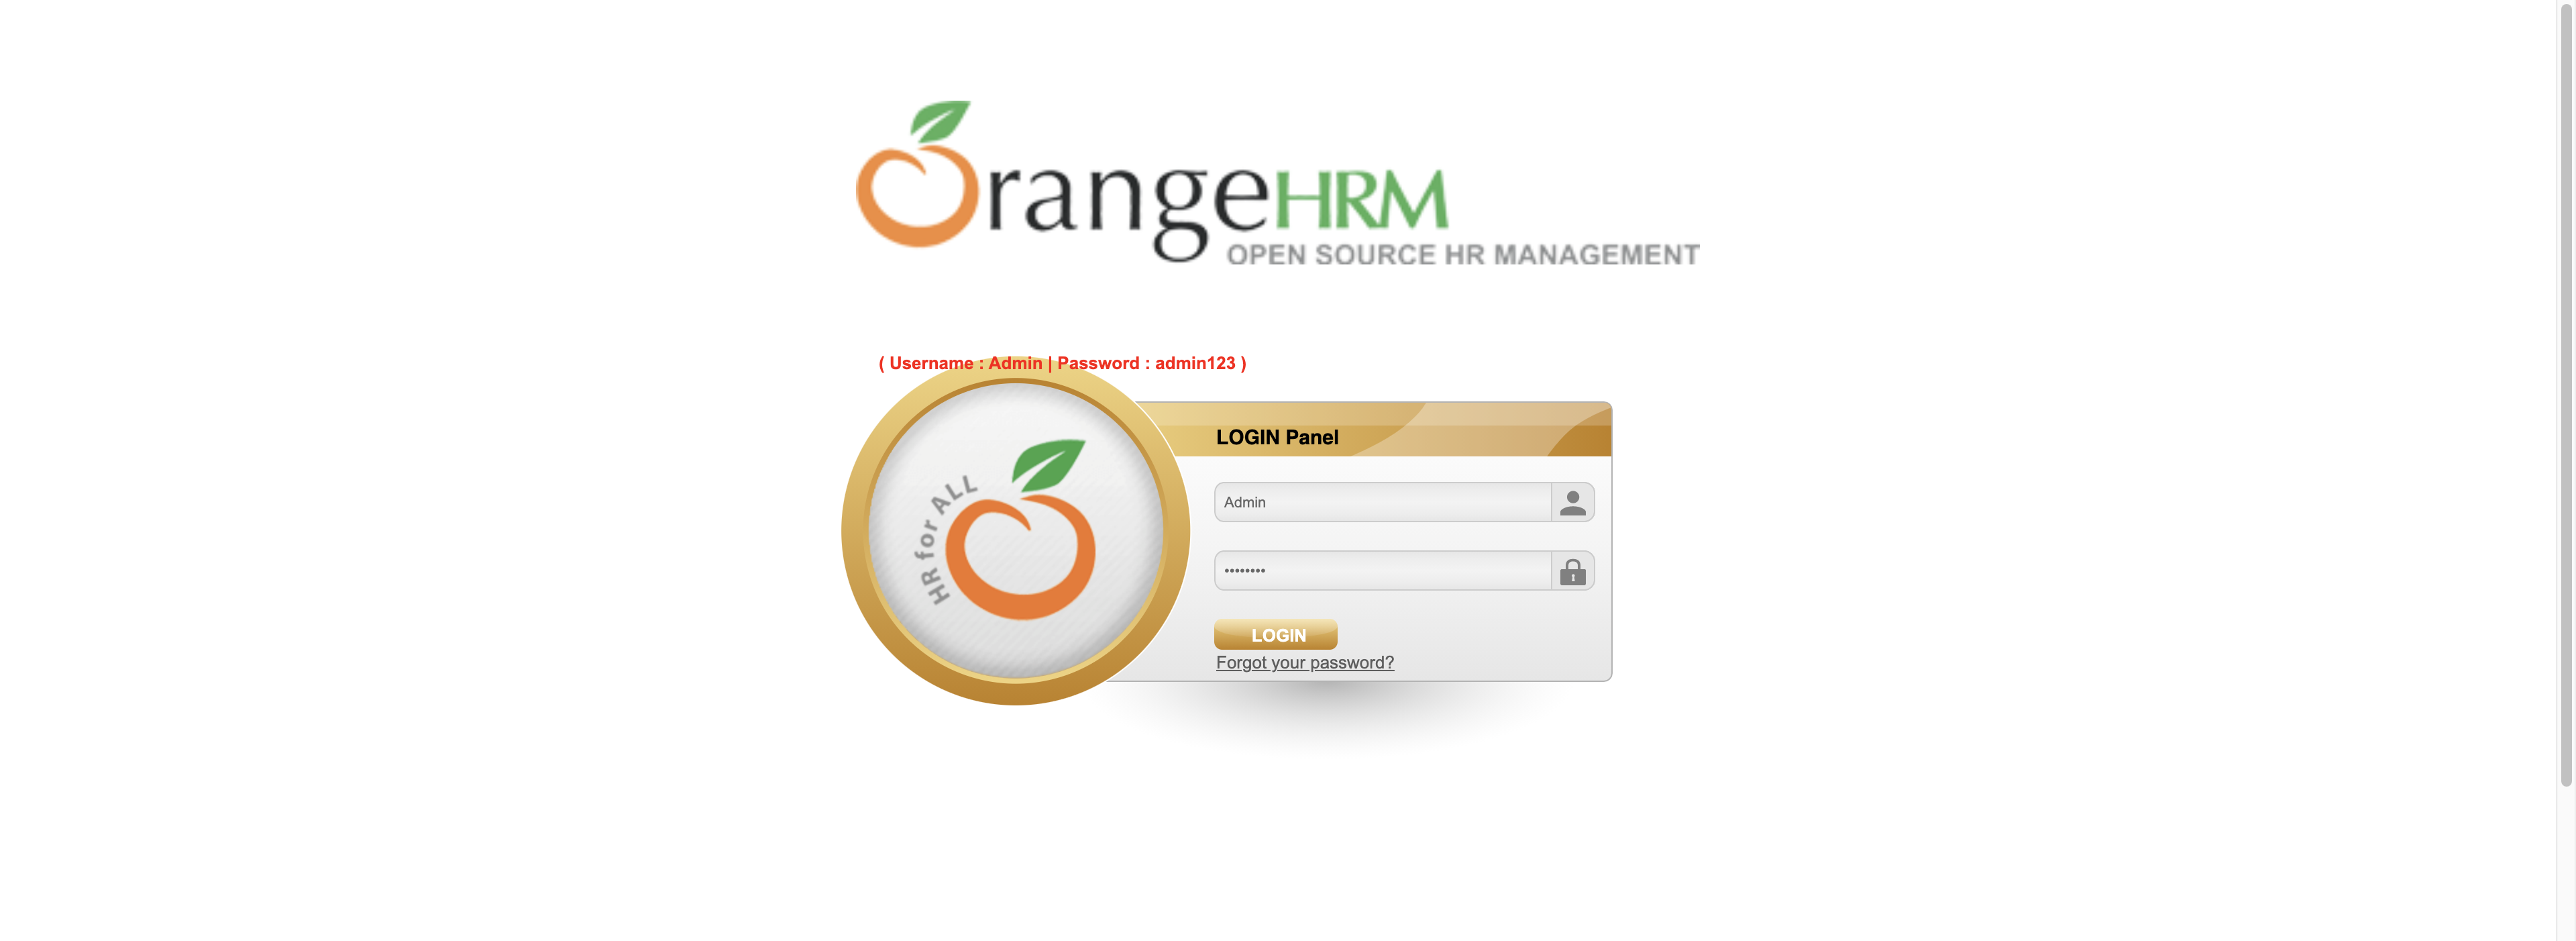 OrangeHRM
OPEN SOURCE HR MANAGEMENT
( Username : Admin | Password : admin123 )
LOGIN Panel
HR for ALL
Admin
••••••••
LOGIN
Forgot your password?